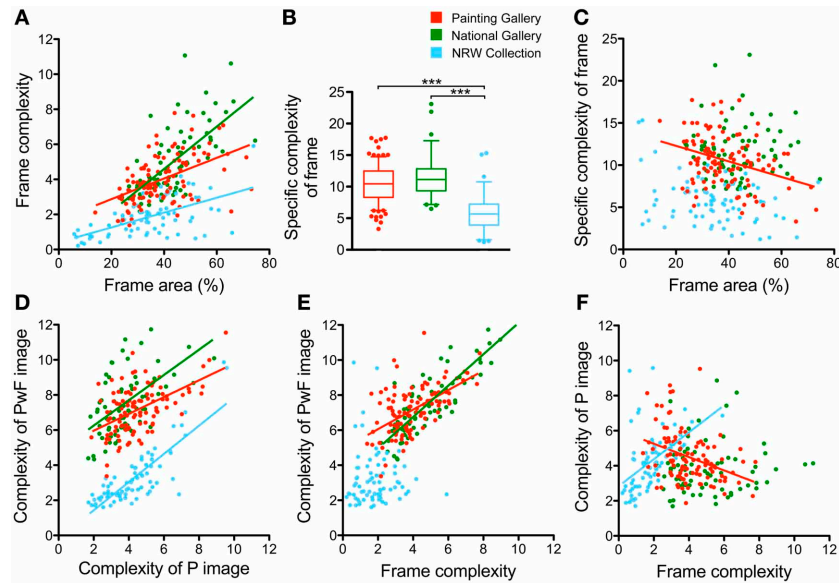 A
Frame complexity
12
10
8
6
4
2
0
0 20 40 60 80
Frame area (%)
B
Painting Gallery
National Gallery
NRW Collection
Specific complexity
of frame
25
20
15
10
5
0
***
***
C
Specific complexity of frame
25
20
15
10
5
0
0 20 40 60 80
Frame area (%)
D
Complexity of PwF image
12
10
8
6
4
2
0
0 2 4 6 8 10 12
Complexity of P image
E
Complexity of PwF image
12
10
8
6
4
2
0
0 2 4 6 8 10 12
Frame complexity
F
Complexity of P image
12
10
8
6
4
2
0
0 2 4 6 8 10 12
Frame complexity